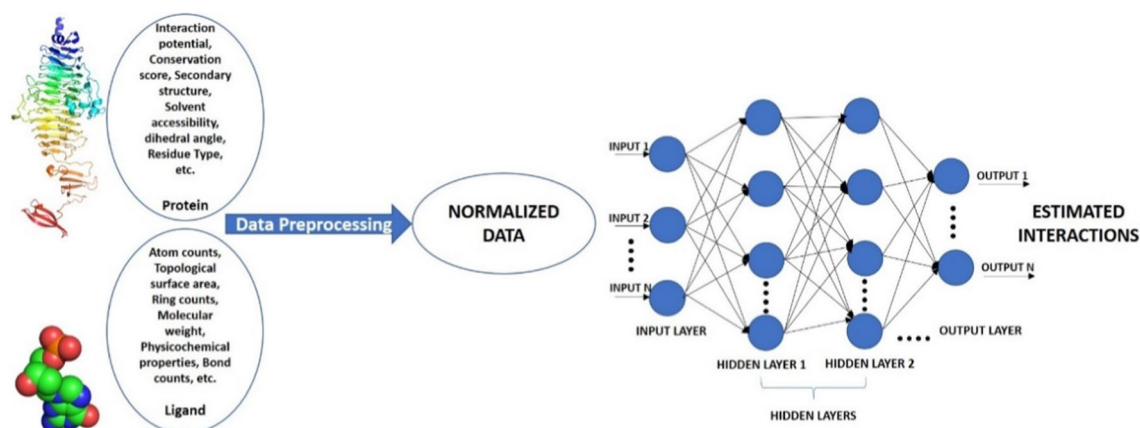 Interaction
potential,
Conservation
score, Secondary
structure,
Solvent
accessibility,
dihedral angle,
Residue Type,
etc.
Protein
Data Preprocessing
Atom counts,
Topological
surface area,
Ring counts,
Molecular
weight,
Physicochemical
properties, Bond
counts, etc.
Ligand
NORMALIZED
DATA
INPUT 1
INPUT 2
INPUT N
INPUT LAYER
HIDDEN LAYER 1
HIDDEN LAYER 2
HIDDEN LAYERS
OUTPUT 1
OUTPUT N
OUTPUT LAYER
ESTIMATED
INTERACTIONS